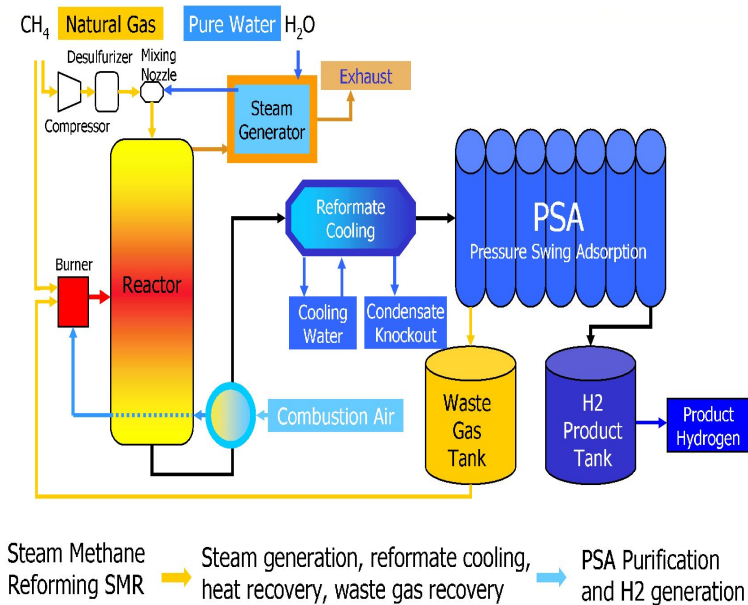 CH4 Natural Gas Pure Water H2O
Desulfurizer Mixing
Nozzle
Exhaust
Steam
Generator
Compressor
Reformate
Cooling
PSA
Pressure Swing Adsorption
Burner
Reactor
Cooling
Water
Condensate
Knockout
Combustion Air
Waste
Gas
Tank
H2
Product
Tank
Product
Hydrogen
Steam Methane
Reforming SMR
Steam generation, reformate cooling,
heat recovery, waste gas recovery
PSA Purification
and H2 generation